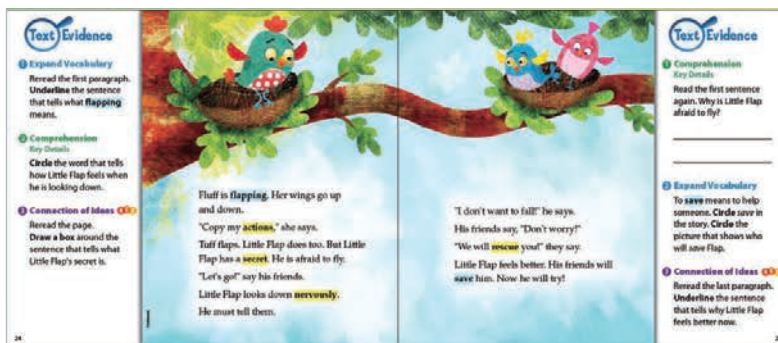 Text Evidence
1 Expand Vocabulary
Reread the first paragraph.
Underline the sentence
that tells what flapping
means.
2 Comprehension
Key Details
Circle the word that tells
how Little Flap feels when
he is looking down.
3 Connection of Ideas
Reread the page.
Draw a box around the
sentence that tells what
Little Flap's secret is.
24
Fluff is flapping. Her wings go up
and down.
"Copy my actions," she says.
Tuff flaps. Little Flap does too. But Little
Flap has a secret. He is afraid to fly.
"Let's go!" say his friends.
Little Flap looks down nervously.
He must tell them.
"I don't want to fall!" he says.
His friends say, "Don't worry!"
"We will rescue you!" they say.
Little Flap feels better. His friends will
save him. Now he will try!
Text Evidence
1 Comprehension
Key Details
Read the first sentence
again. Why is Little Flap
afraid to fly?
2 Expand Vocabulary
To save means to help
someone. Circle save in
the story. Circle the
picture that shows who
will save Flap.
3 Connection of Ideas
Reread the last paragraph.
Underline the sentence
that tells why Little Flap
feels better now.